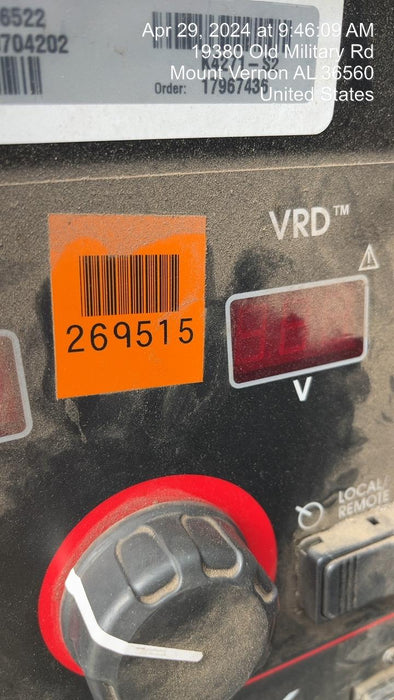 6522
704202
Order: 17967436
Apr 29, 2024 at 9:46:09 AM
19380 Old Military Rd
Mount Vernon AL 36560
United States
VRD™
269515
V
LOCAL/
REMOTE